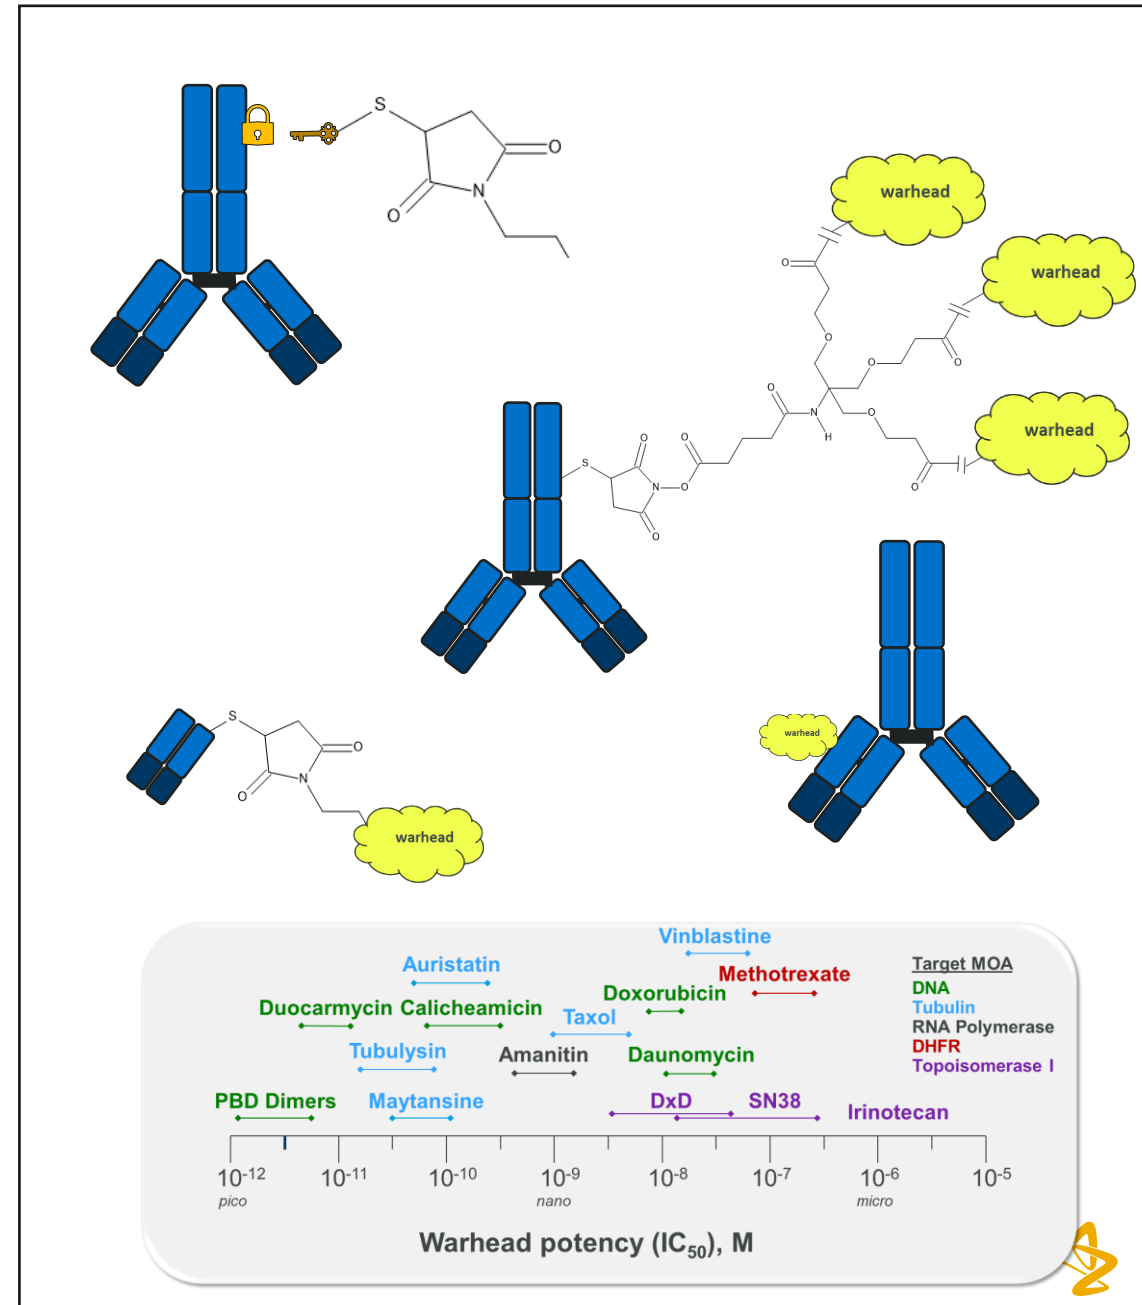 S
O
O
N
warhead
warhead
warhead
O
O
O
O
O
O
O
O
N
H
S
O
O
N
O
O
O
warhead
S
O
O
N
warhead
Vinblastine
Auristatin
Methotrexate
Duocarmycin
Calicheamicin
Doxorubicin
Taxol
Tubulysin
Amanitin
Daunomycin
PBD Dimers
Maytansine
DxD
SN38
Irinotecan
Target MOA
DNA
Tubulin
RNA Polymerase
DHFR
Topoisomerase I
10⁻¹² 10⁻¹¹ 10⁻¹⁰ 10⁻⁹ 10⁻⁸ 10⁻⁷ 10⁻⁶ 10⁻⁵
pico nano micro
Warhead potency (IC₅₀), M